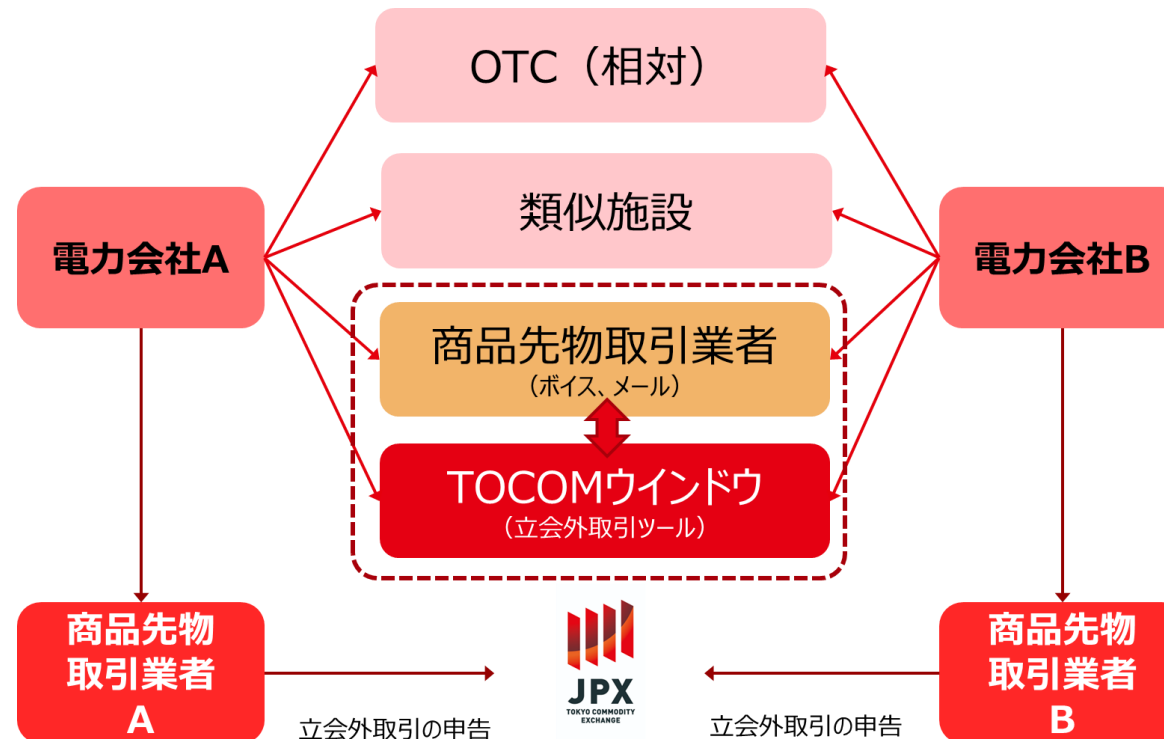 OTC（相対）
類似施設
電力会社A
電力会社B
商品先物取引業者
（ボイス、メール）
TOCOMウインドウ
（立会外取引ツール）
商品先物
取引業者
A
JPX
TOKYO COMMODITY
EXCHANGE
商品先物
取引業者
B
立会外取引の申告
立会外取引の申告